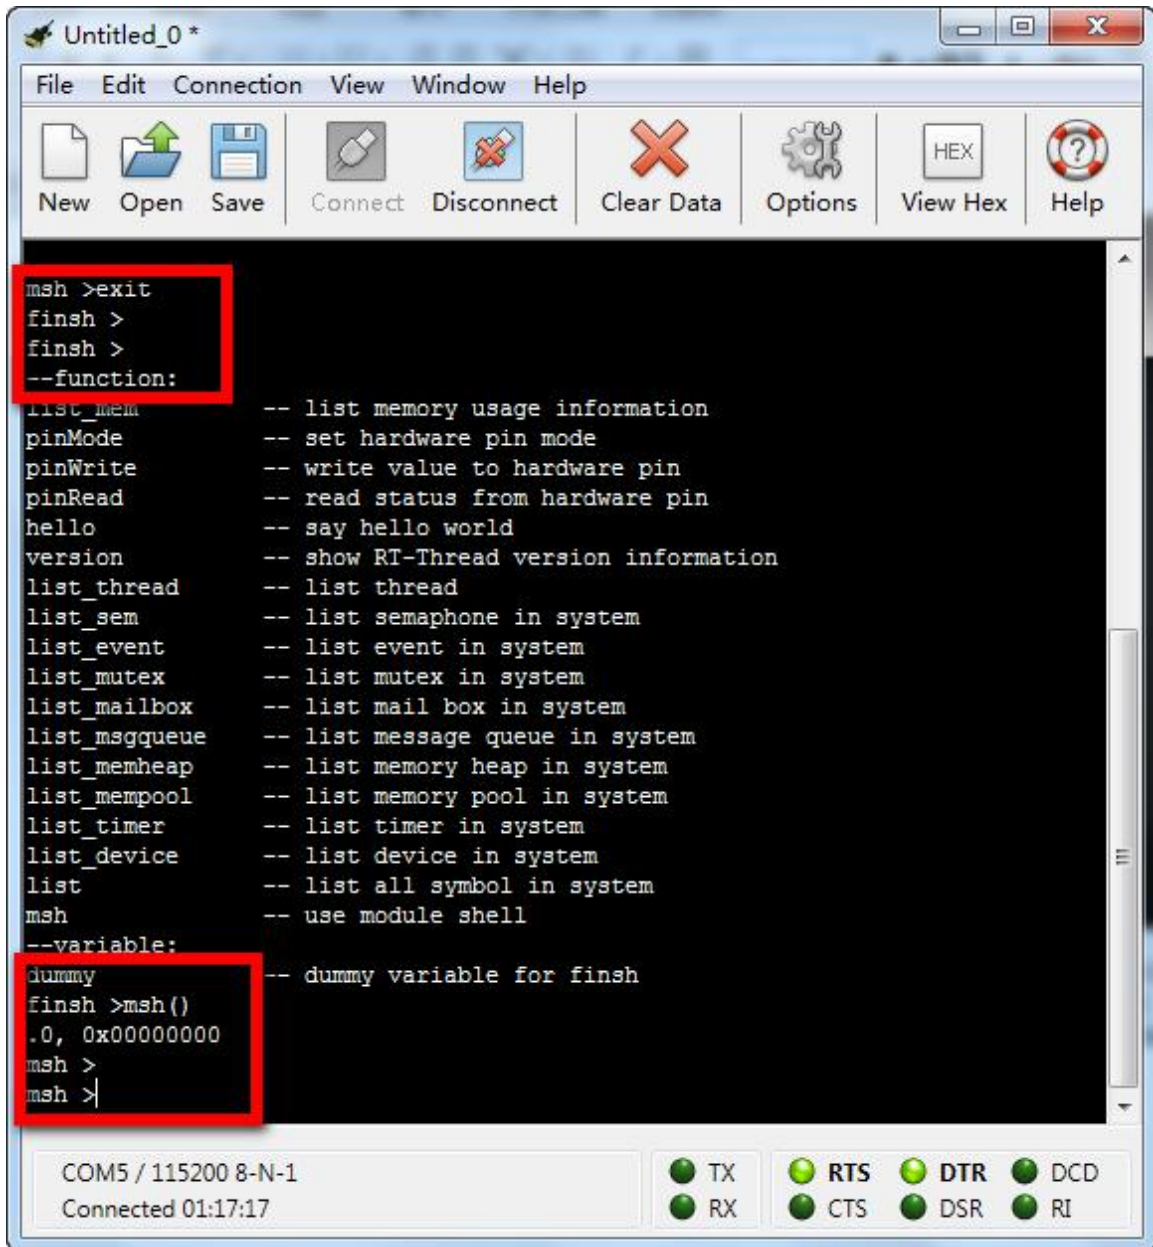 Untitled_0 *
File Edit Connection View Window Help
New Open Save Connect Disconnect Clear Data Options HEX View Hex Help
msh >exit
finsh >
finsh >
--function:
list_mem -- list memory usage information
pinMode -- set hardware pin mode
pinWrite -- write value to hardware pin
pinRead -- read status from hardware pin
hello -- say hello world
version -- show RT-Thread version information
list_thread -- list thread
list_sem -- list semaphone in system
list_event -- list event in system
list_mutex -- list mutex in system
list_mailbox -- list mail box in system
list_msgqueue -- list message queue in system
list_memheap -- list memory heap in system
list_mempool -- list memory pool in system
list_timer -- list timer in system
list_device -- list device in system
list -- list all symbol in system
msh -- use module shell
--variable:
dummy -- dummy variable for finsh
finsh >msh()
.0, 0x00000000
msh >
msh >
COM5 / 115200 8-N-1 TX RTS DTR DCD
Connected 01:17:17 RX CTS DSR RI